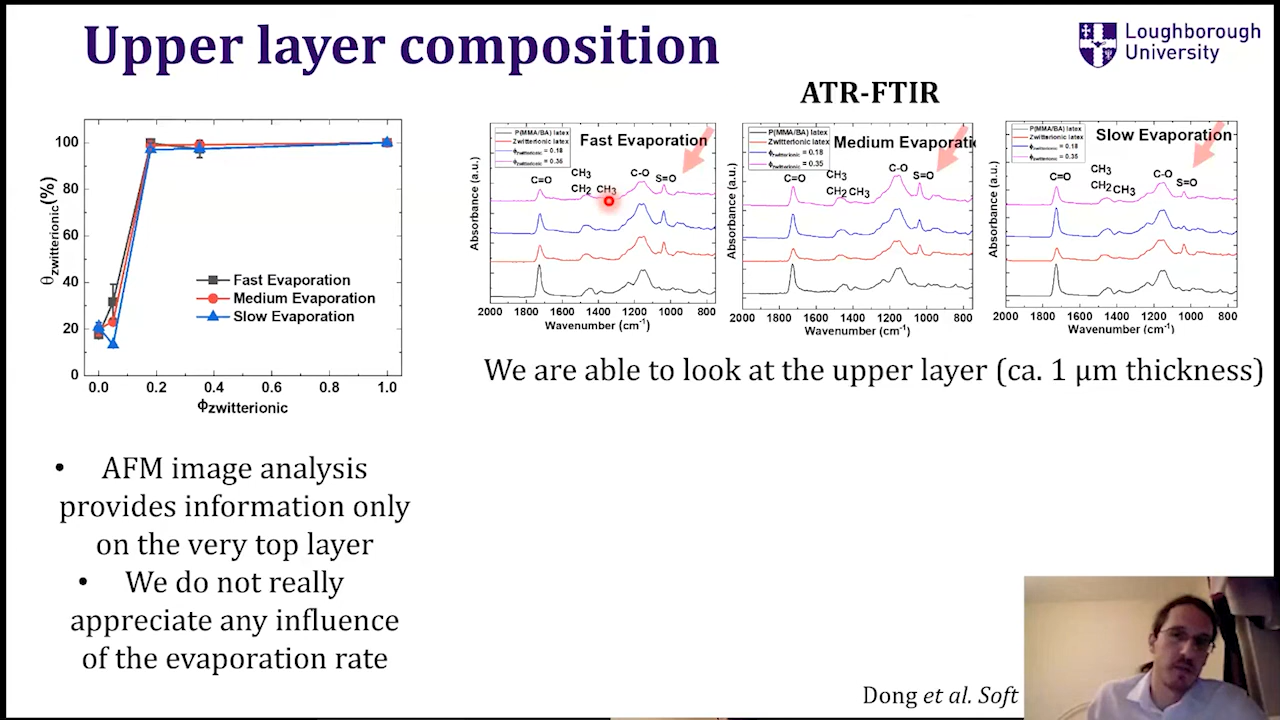 Upper layer composition
Loughborough
University
ATR-FTIR
100
80
60
40
20
0
θzwitterionic(%)
Fast Evaporation
Medium Evaporation
Slow Evaporation
0.0 0.2 0.4 0.6 0.8 1.0
ϕzwitterionic
P(MMA/BA) latex
Zwitterionic latex
ϕzwitterionic = 0.18
ϕzwitterionic = 0.35
Fast Evaporation
C=O
CH3
CH2 CH3
C-O
S=O
Absorbance (a.u.)
2000 1800 1600 1400 1200 1000 800
Wavenumber (cm-1)
P(MMA/BA) latex
Zwitterionic latex
ϕzwitterionic = 0.18
ϕzwitterionic = 0.35
Medium Evaporati
C=O
CH3
CH2 CH3
C-O
S=O
Absorbance (a.u.)
2000 1800 1600 1400 1200 1000 800
Wavenumber (cm-1)
P(MMA/BA) latex
Zwitterionic latex
ϕzwitterionic = 0.18
ϕzwitterionic = 0.35
Slow Evaporation
C=O
CH3
CH2 CH3
C-O
S=O
Absorbance (a.u.)
2000 1800 1600 1400 1200 1000 800
Wavenumber (cm-1)
We are able to look at the upper layer (ca. 1 μm thickness)
• AFM image analysis
provides information only
on the very top layer
• We do not really
appreciate any influence
of the evaporation rate
Dong et al. Soft